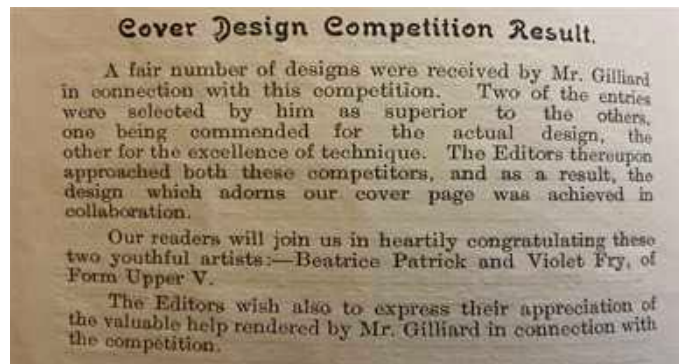 Cover Design Competition Result.
A fair number of designs were received by Mr. Gilliard
in connection with this competition. Two of the entries
were selected by him as superior to the others,
one being commended for the actual design, the
other for the excellence of technique. The Editors thereupon
approached both these competitors, and as a result, the
design which adorns our cover page was achieved in
collaboration.
Our readers will join us in heartily congratulating these
two youthful artists:—Beatrice Patrick and Violet Fry, of
Form Upper V.
The Editors wish also to express their appreciation of
the valuable help rendered by Mr. Gilliard in connection with
the competition.